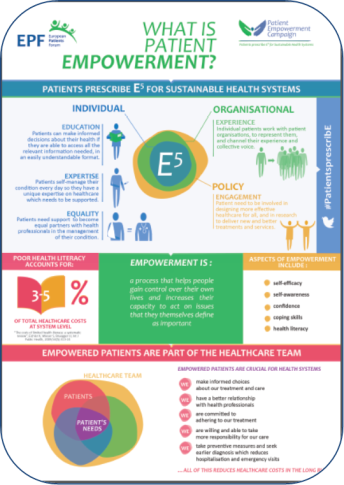 EPF
European
Patients
Forum
WHAT IS
PATIENT
EMPOWERMENT?
Patient
Empowerment
Campaign
PATIENTS PRESCRIBE E5 FOR SUSTAINABLE HEALTH SYSTEMS
INDIVIDUAL
EDUCATION
Patients can make informed
decisions about their health if
they are able to access all the
relevant information needed, in
an easily understandable format.
EXPERTISE
Patients self-manage their
condition every day so they have a
unique expertise on healthcare
which needs to be supported.
EQUALITY
Patients need support to become
equal partners with health
professionals in the management
of their condition.
=
E5
ORGANISATIONAL
EXPERIENCE
Individual patients work with patient
organisations, to represent them,
and channel their experience and
collective voice.
POLICY
ENGAGEMENT
Patient need to be involved in
designing more effective
healthcare for all, and in research
to deliver new and better
treatments and services.
#PatientsprescribE
POOR HEALTH LITERACY
ACCOUNTS FOR:
3-5 %
OF TOTAL HEALTHCARE COSTS
AT SYSTEM LEVEL
EMPOWERMENT IS :
a process that helps people
gain control over their own
lives and increases their
capacity to act on issues
that they themselves define
as important
ASPECTS OF EMPOWERMENT
INCLUDE :
self-efficacy
self-awareness
confidence
coping skills
health literacy
EMPOWERED PATIENTS ARE PART OF THE HEALTHCARE TEAM
HEALTHCARE TEAM
PATIENTS
PATIENT'S
NEEDS
EMPOWERED PATIENTS ARE CRUCIAL FOR HEALTH SYSTEMS
WE make informed choices
about our treatment and care
WE have a better relationship
with health professionals
WE are committed to
adhering to our treatment
WE are willing and able to take
more responsibility for our care
WE take preventive measures and seek
earlier diagnosis which reduces
hospitalisation and emergency visits
... ALL OF THIS REDUCES HEALTHCARE COSTS IN THE LONG